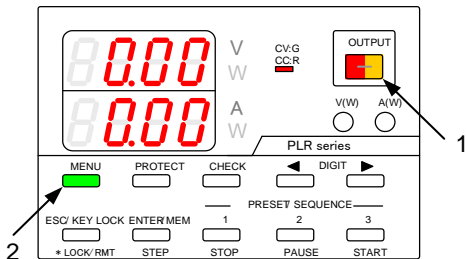 0.00 V
W
CV:G
CC:R
OUTPUT
0.00 A
W
V(W) A(W)
1
PLR series
MENU PROTECT CHECK ◀ DIGIT ▶
PRESET/ SEQUENCE
ESC/ KEY LOCK ENTER/MEM 1 2 3
2
* LOCK/ RMT STEP STOP PAUSE START